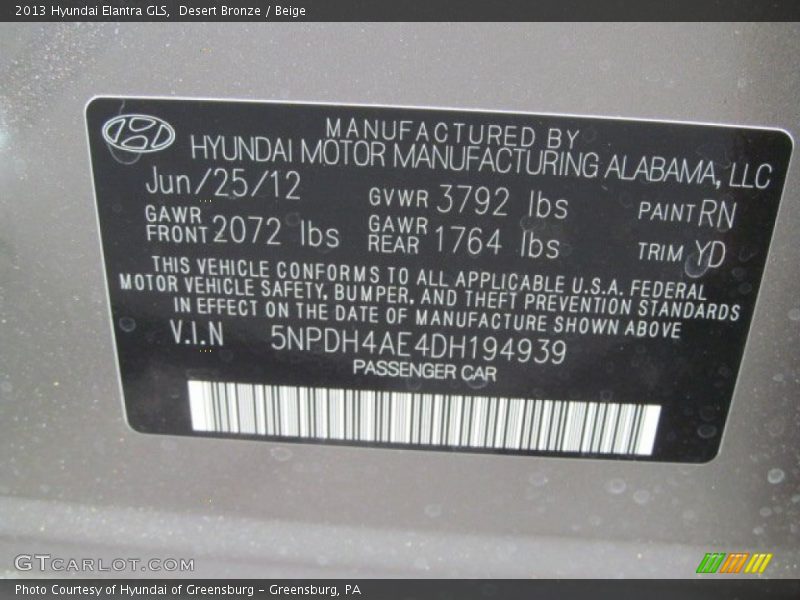 2013 Hyundai Elantra GLS, Desert Bronze / Beige
MANUFACTURED BY
HYUNDAI MOTOR MANUFACTURING ALABAMA, LLC
Jun/25/12 GVWR 3792 lbs PAINT RN
GAWR FRONT 2072 lbs GAWR REAR 1764 lbs TRIM YD
THIS VEHICLE CONFORMS TO ALL APPLICABLE U.S.A. FEDERAL
MOTOR VEHICLE SAFETY, BUMPER, AND THEFT PREVENTION STANDARDS
IN EFFECT ON THE DATE OF MANUFACTURE SHOWN ABOVE
V.I.N 5NPDH4AE4DH194939
PASSENGER CAR
GTCARLOT.COM
Photo Courtesy of Hyundai of Greensburg - Greensburg, PA